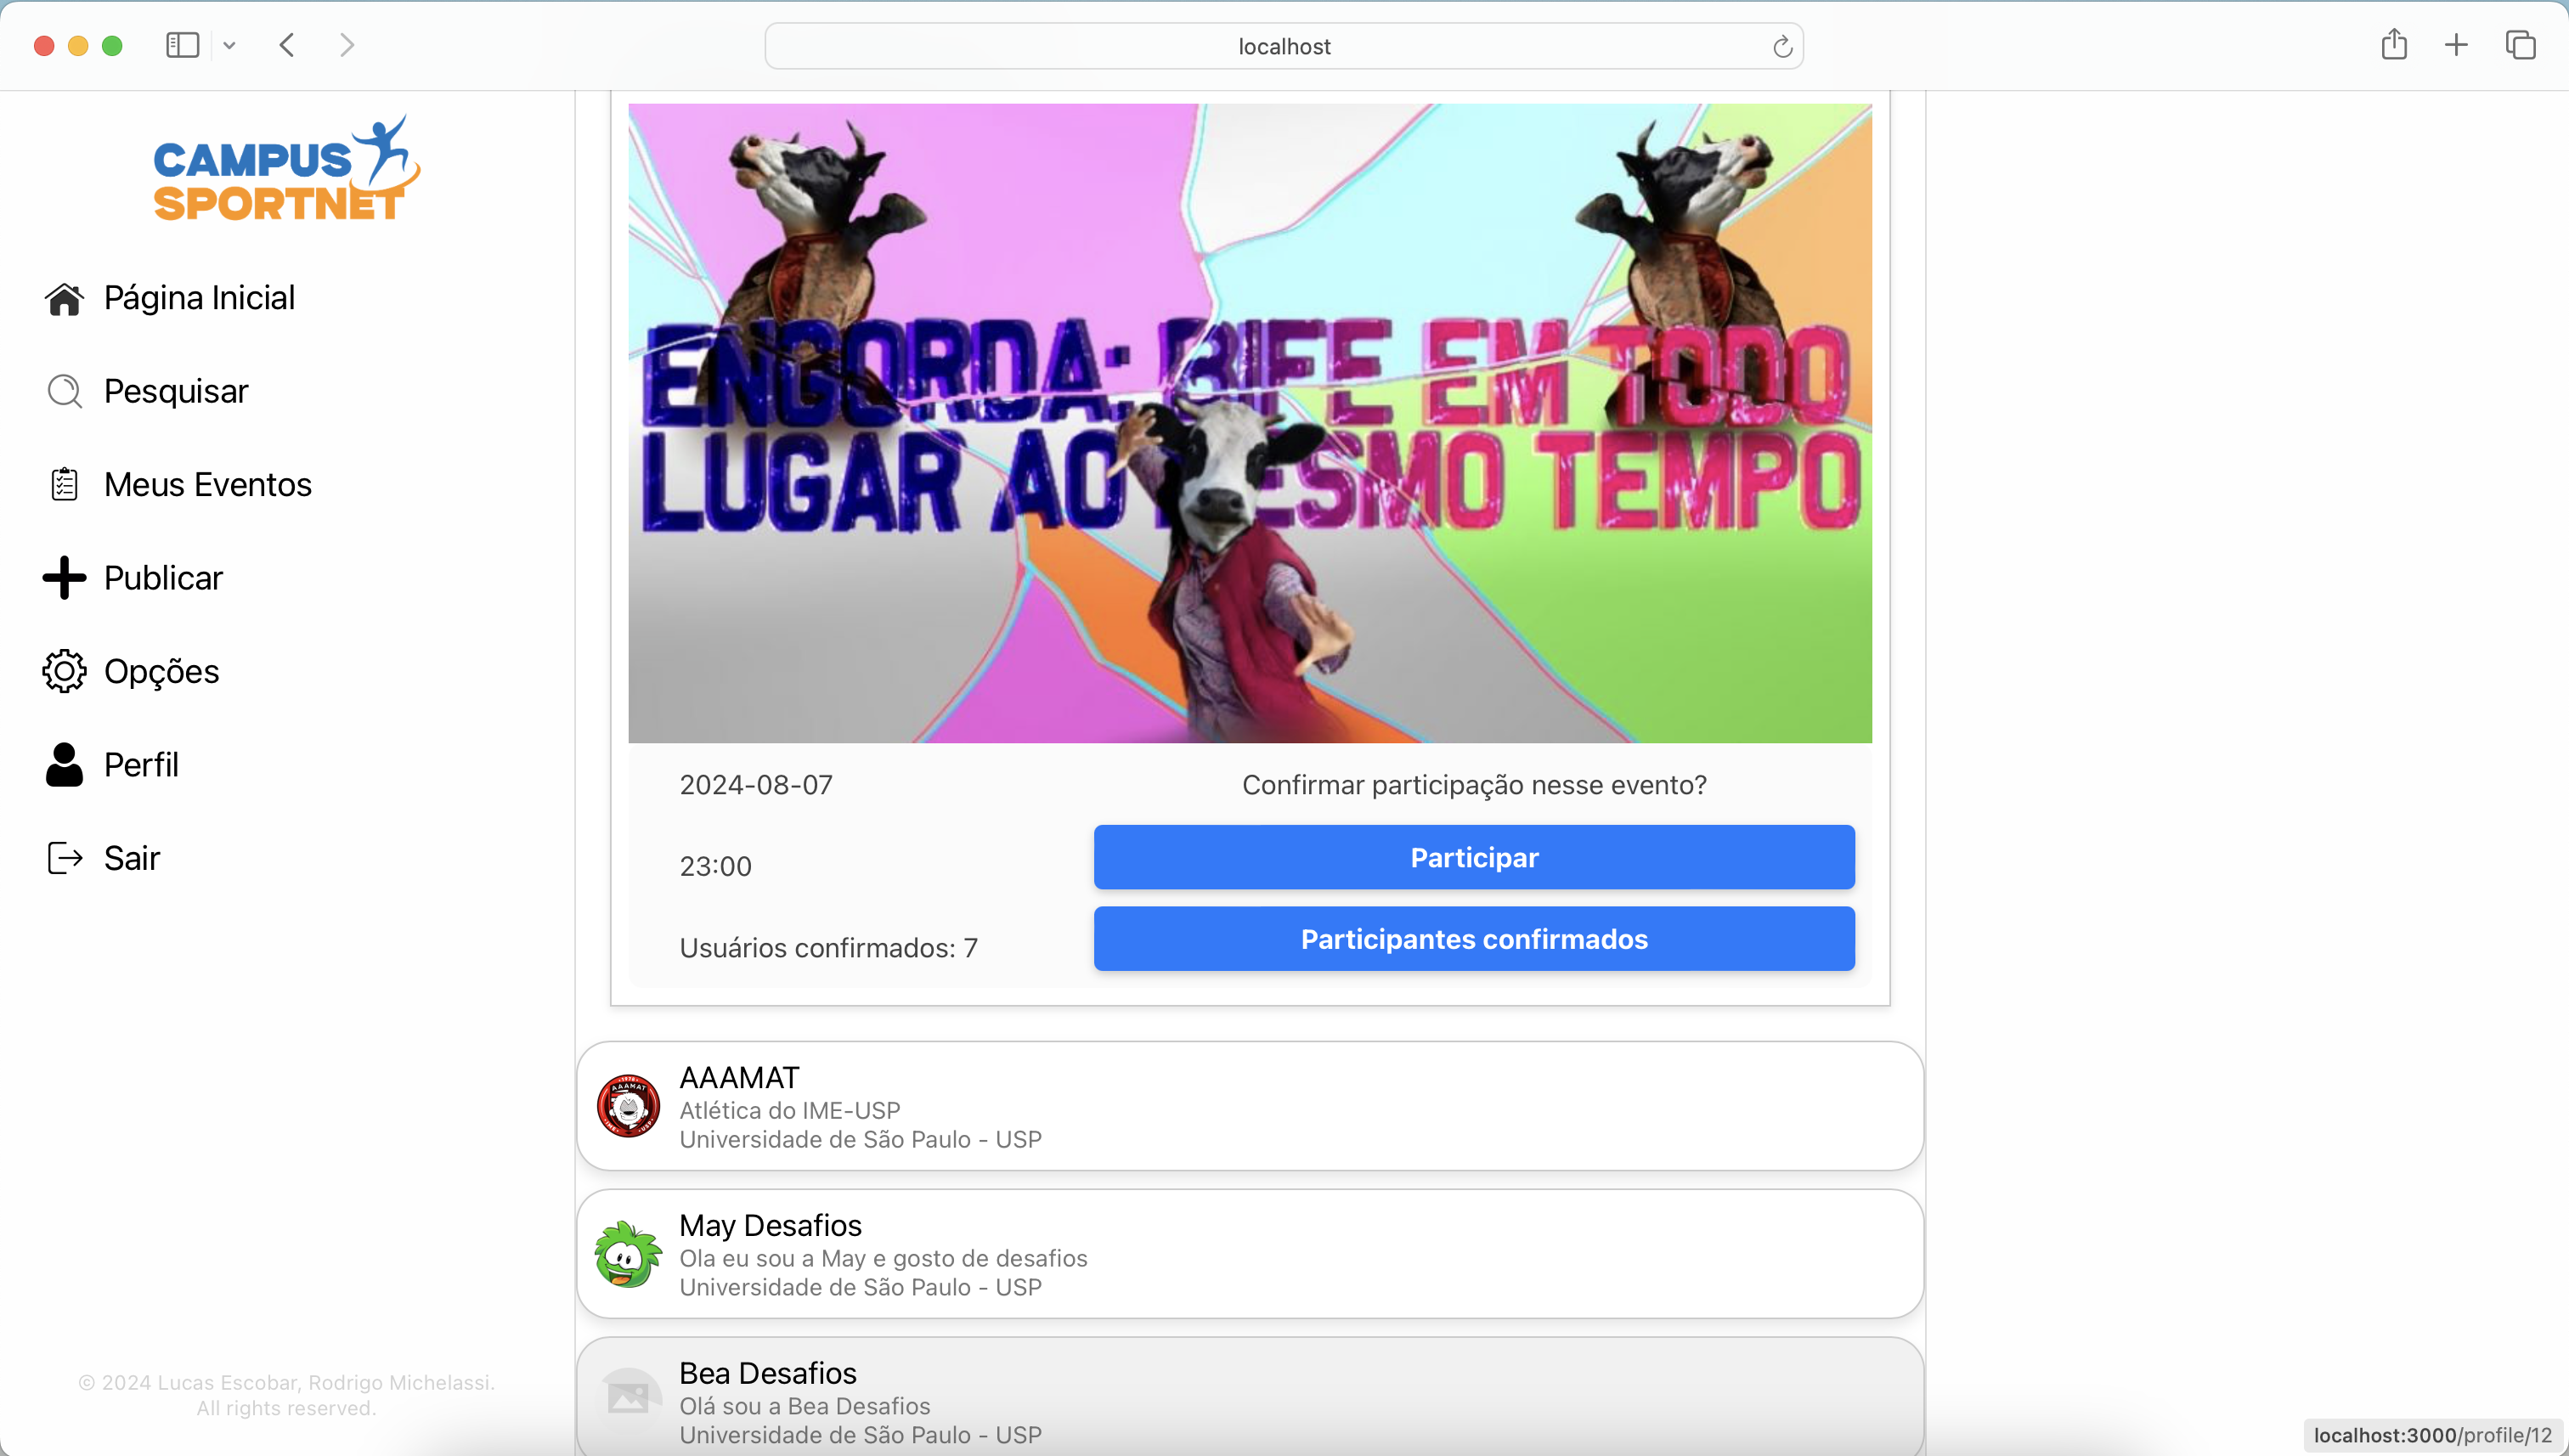 localhost
CAMPUS
SPORTNET
Página Inicial
Pesquisar
Meus Eventos
Publicar
Opções
Perfil
Sair
© 2024 Lucas Escobar, Rodrigo Michelassi.
All rights reserved.
ENGORDA: BIFE EM TODO
LUGAR AO MESMO TEMPO
2024-08-07
Confirmar participação nesse evento?
23:00
Participar
Usuários confirmados: 7
Participantes confirmados
AAAMAT
Atlética do IME-USP
Universidade de São Paulo - USP
May Desafios
Ola eu sou a May e gosto de desafios
Universidade de São Paulo - USP
Bea Desafios
Olá sou a Bea Desafios
Universidade de São Paulo - USP
localhost:3000/profile/12